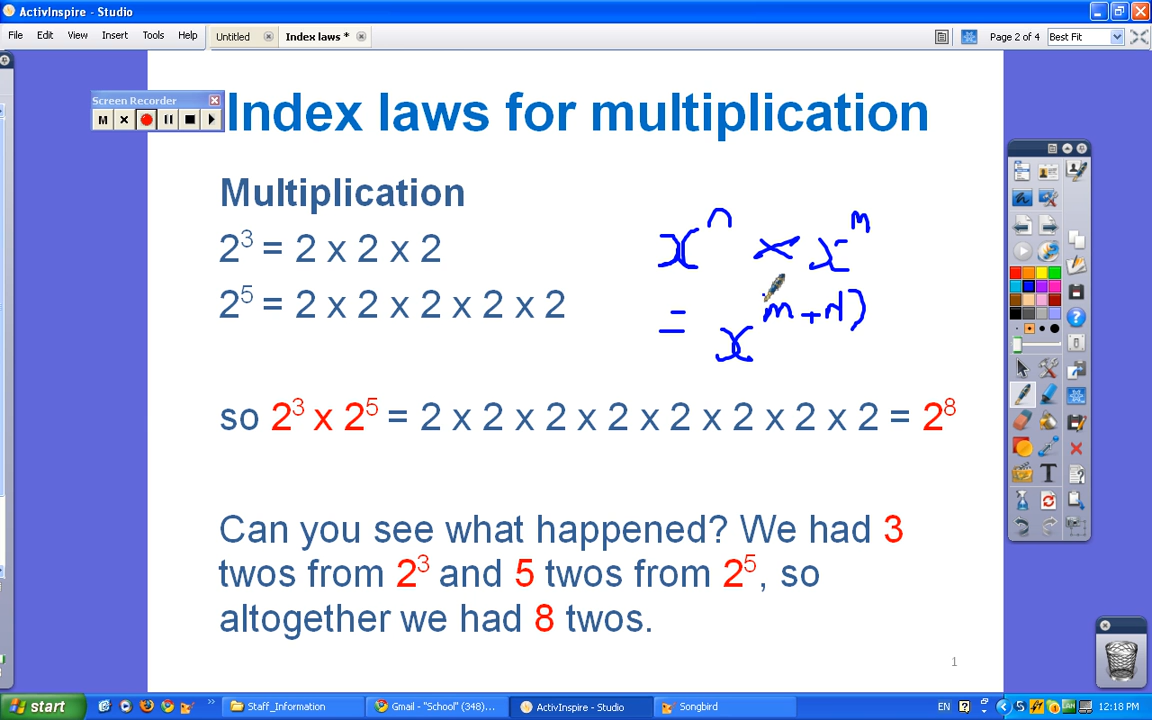 ActivInspire - Studio
File Edit View Insert Tools Help
Untitled
Index laws *
Page 2 of 4
Best Fit
Screen Recorder
M
Index laws for multiplication
Multiplication
2³ = 2 x 2 x 2
2⁵ = 2 x 2 x 2 x 2 x 2
xⁿ × xᵐ
= x^m+n)
so 2³ x 2⁵ = 2 x 2 x 2 x 2 x 2 x 2 x 2 x 2 = 2⁸
Can you see what happened? We had 3
twos from 2³ and 5 twos from 2⁵, so
altogether we had 8 twos.
1
start
Staff_Information
Gmail - "School" (348)...
ActivInspire - Studio
Songbird
EN
12:18 PM